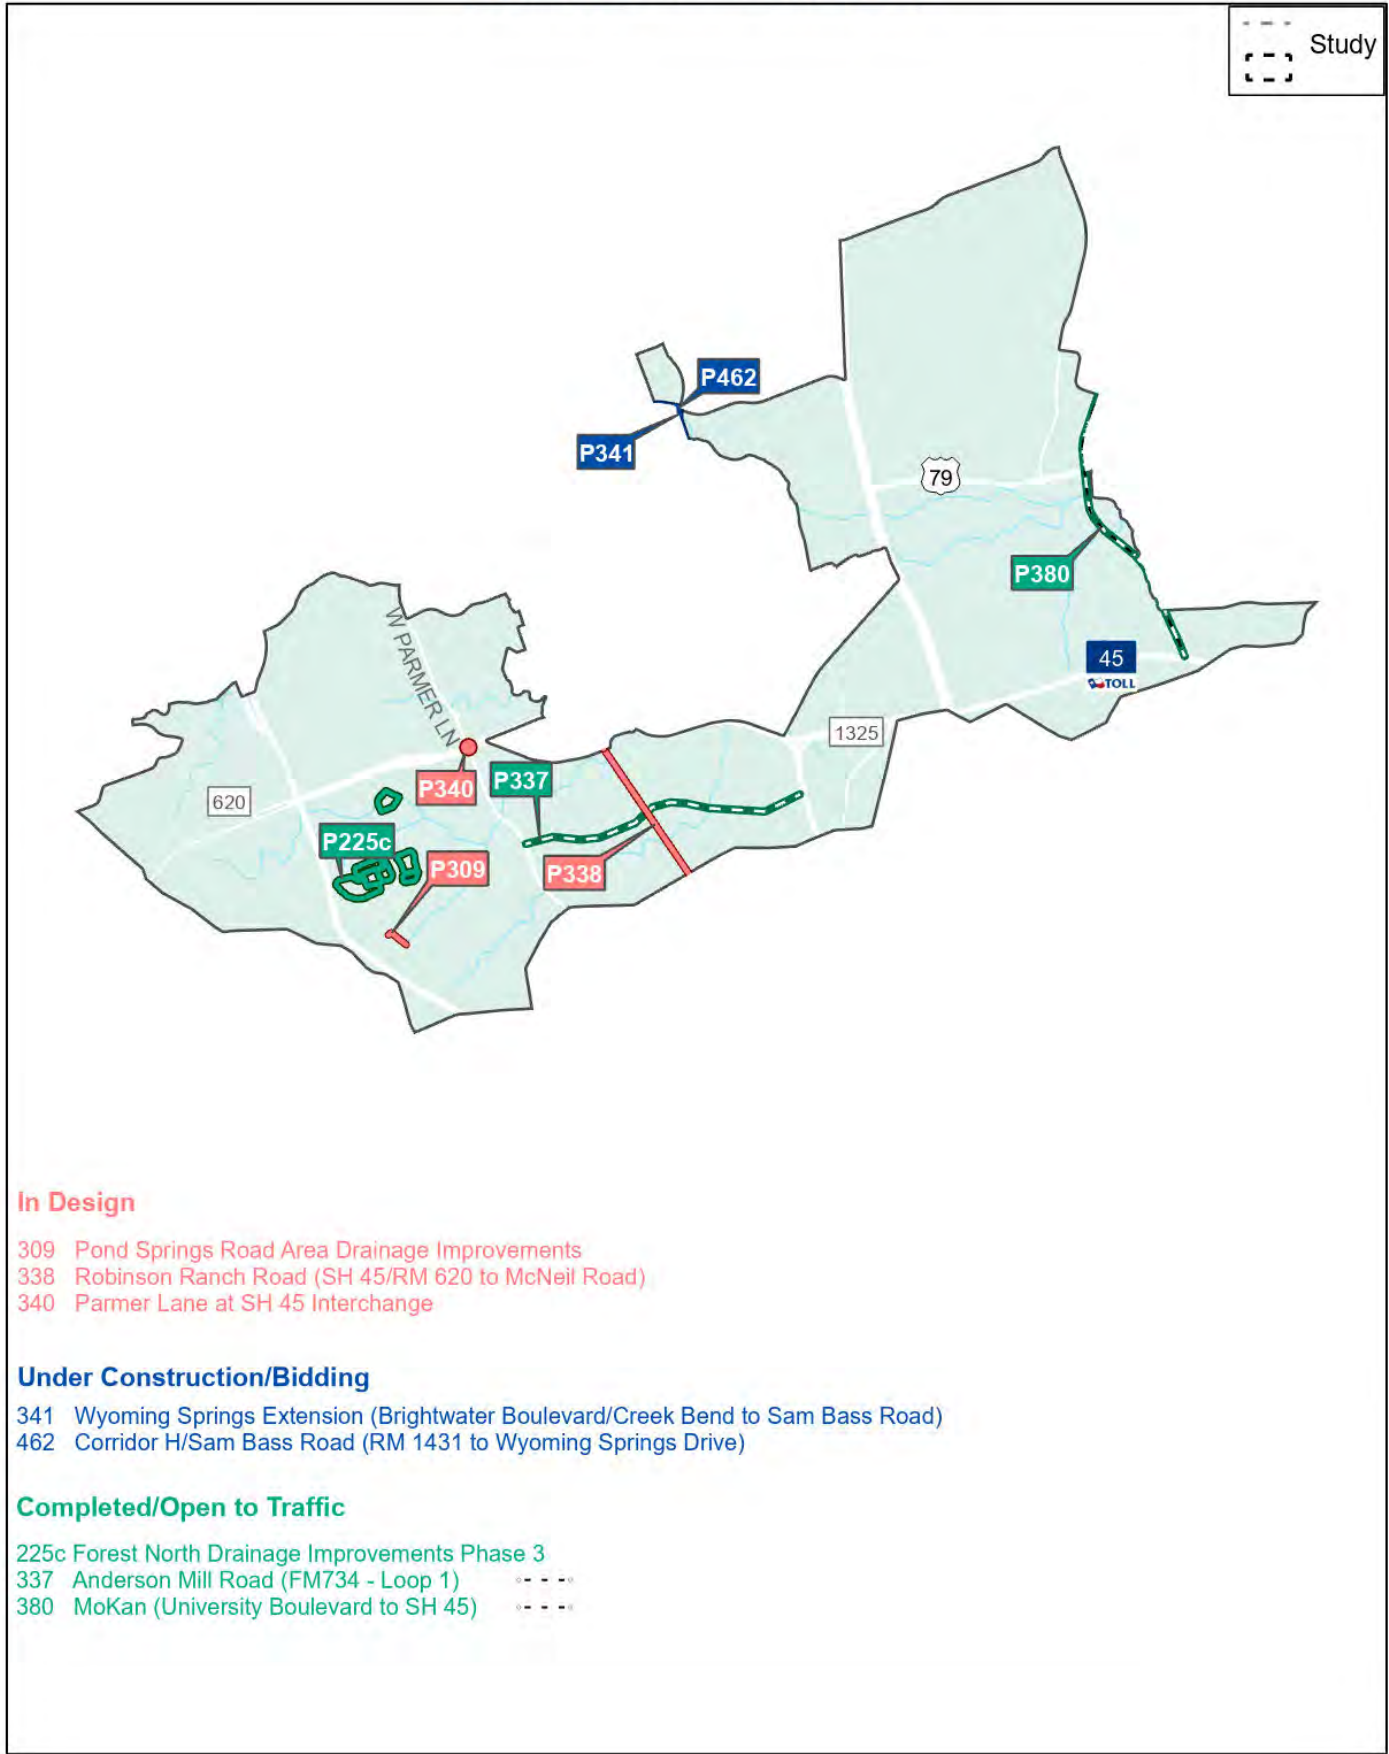 Study
P462
P341
79
P380
45
TOLL
W PARMER LN
1325
P340
P337
620
P225c
P309
P338
In Design
309 Pond Springs Road Area Drainage Improvements
338 Robinson Ranch Road (SH 45/RM 620 to McNeil Road)
340 Parmer Lane at SH 45 Interchange
Under Construction/Bidding
341 Wyoming Springs Extension (Brightwater Boulevard/Creek Bend to Sam Bass Road)
462 Corridor H/Sam Bass Road (RM 1431 to Wyoming Springs Drive)
Completed/Open to Traffic
225c Forest North Drainage Improvements Phase 3
337 Anderson Mill Road (FM734 - Loop 1)
380 MoKan (University Boulevard to SH 45)